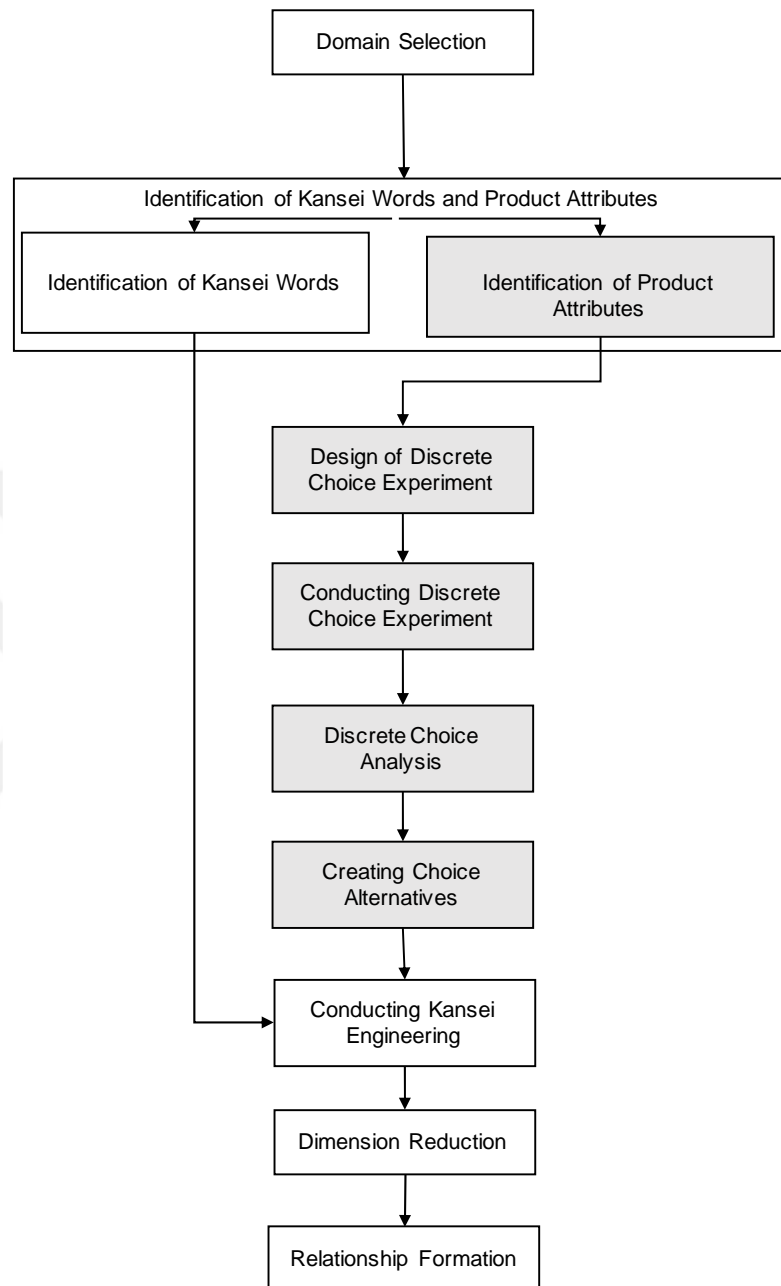 Domain Selection
Identification of Kansei Words and Product Attributes
Identification of Kansei Words
Identification of Product
Attributes
Design of Discrete
Choice Experiment
Conducting Discrete
Choice Experiment
Discrete Choice
Analysis
Creating Choice
Alternatives
Conducting Kansei
Engineering
Dimension Reduction
Relationship Formation